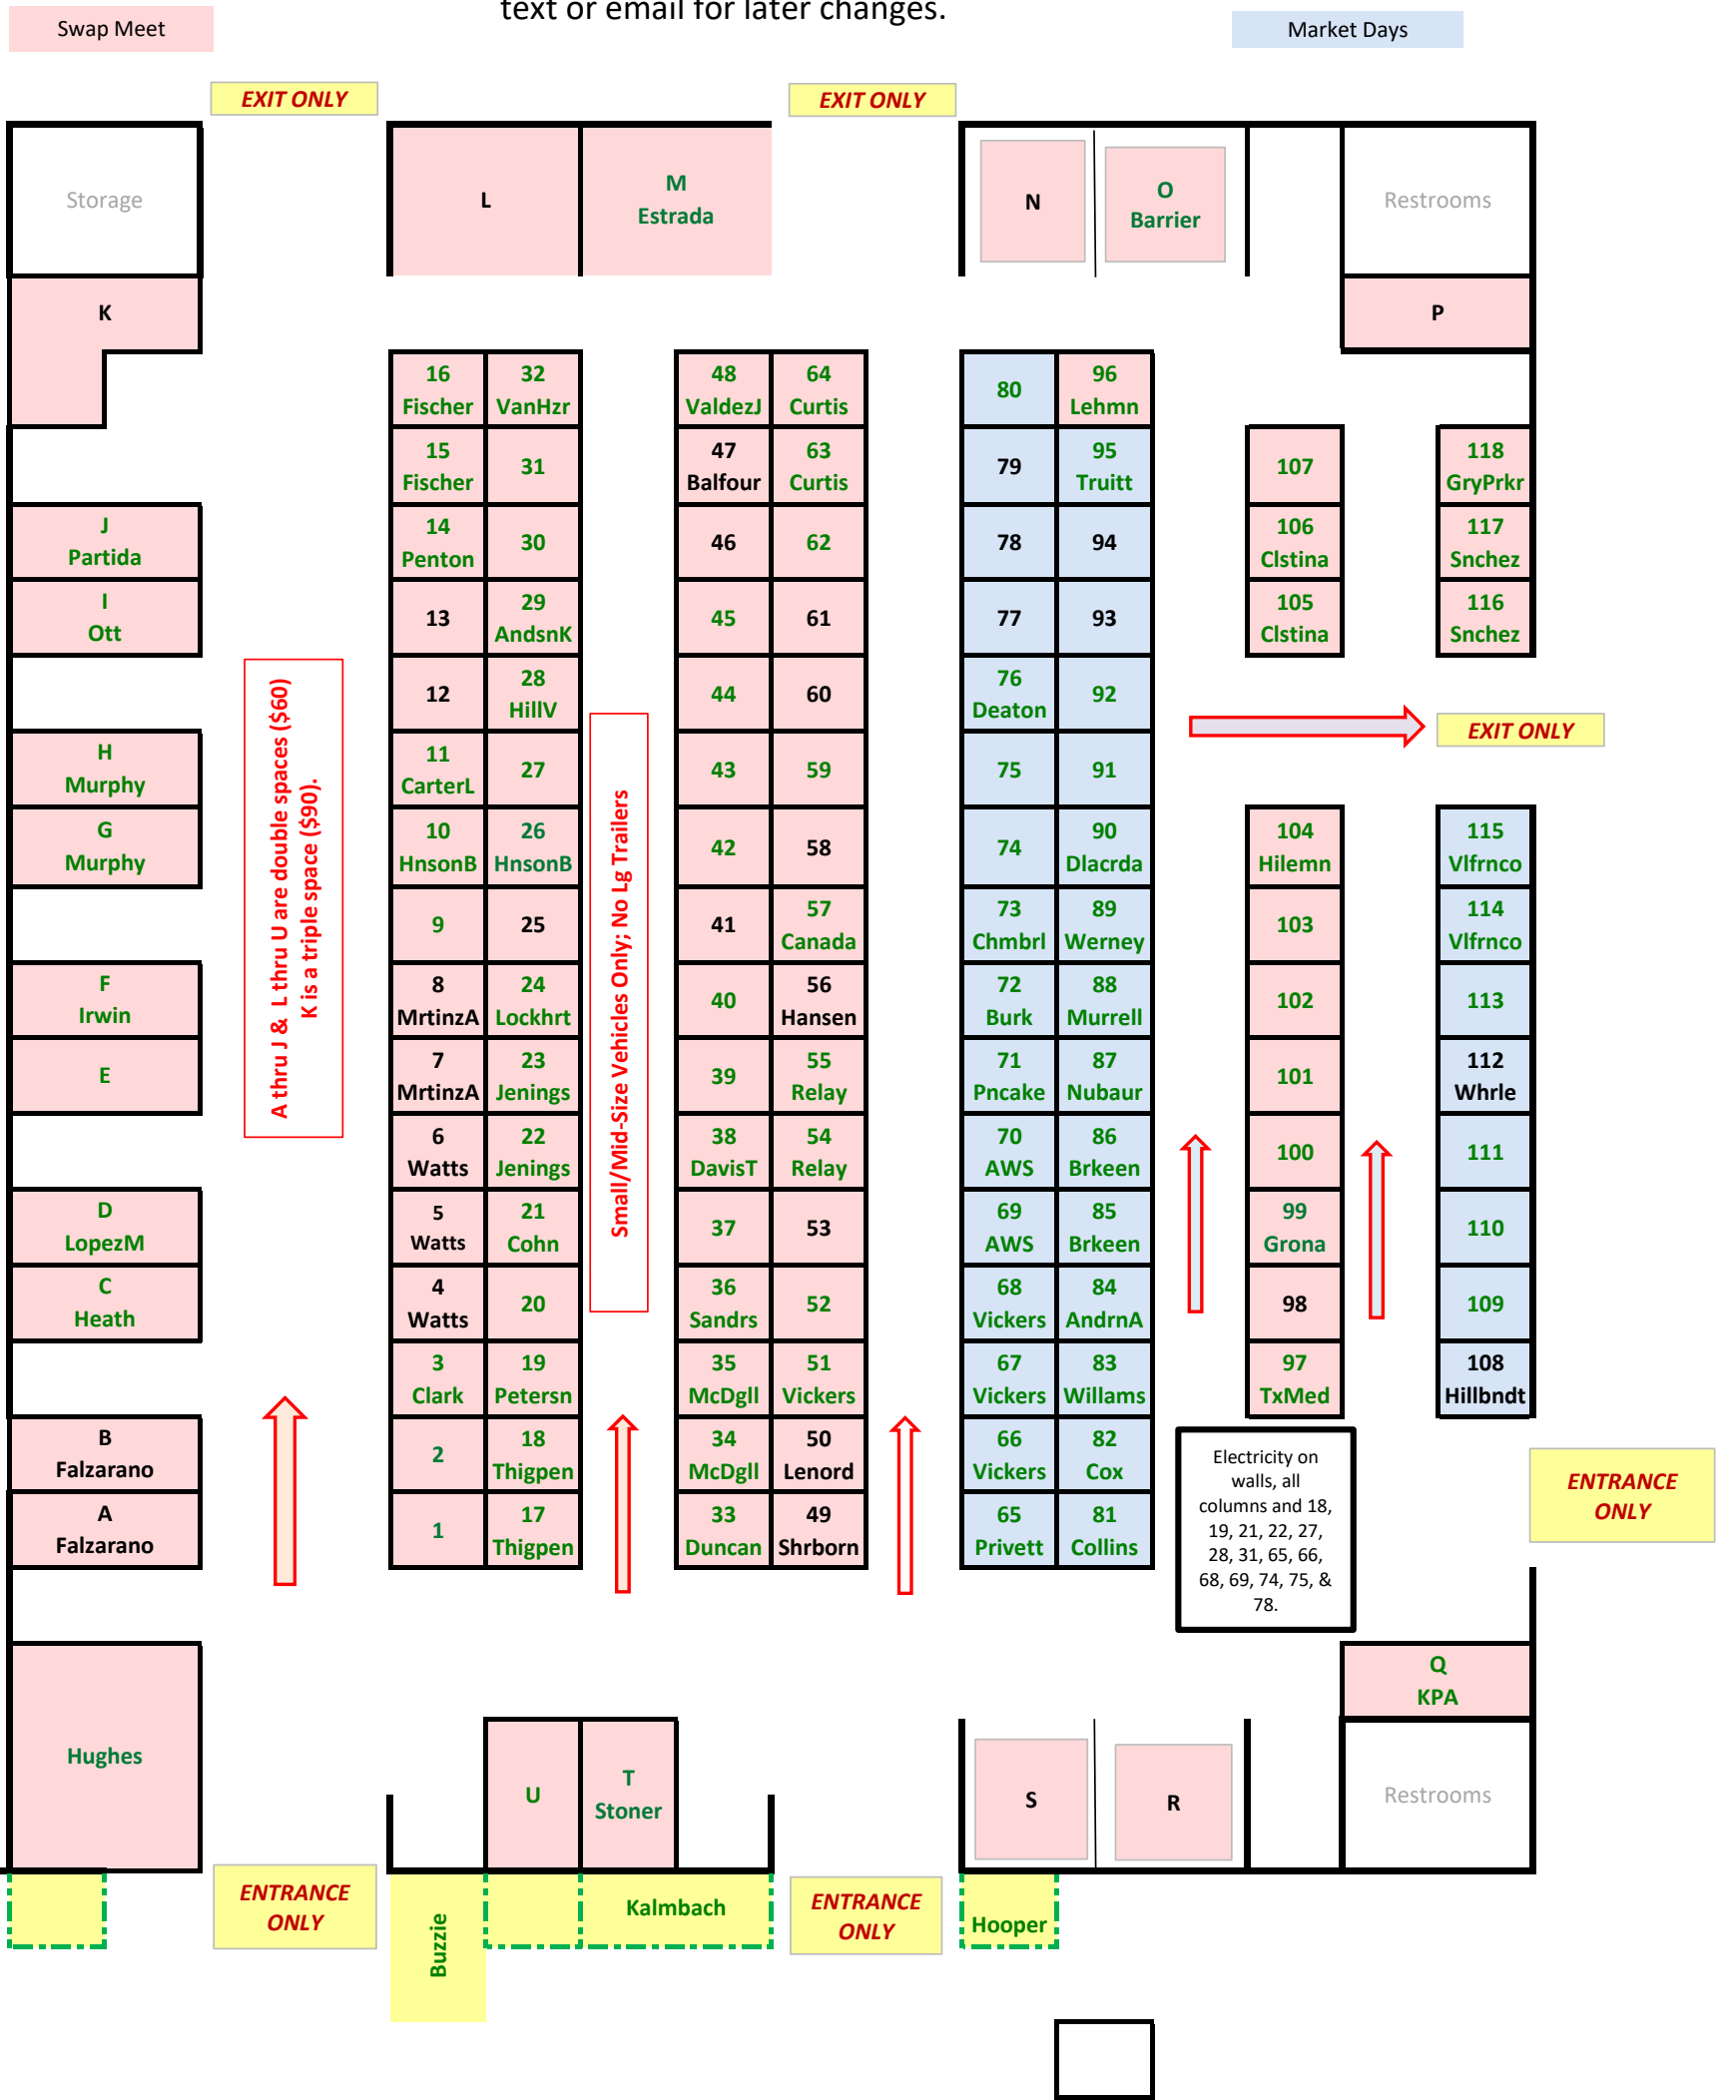 text or email for later changes.
Swap Meet
Market Days
EXIT ONLY
EXIT ONLY
Storage
L
M
Estrada
N
O
Barrier
Restrooms
K
P
16
Fischer
32
VanHzr
48
ValdezJ
64
Curtis
80
96
Lehmn
15
Fischer
31
47
Balfour
63
Curtis
79
95
Truitt
107
118
GryPrkr
J
Partida
14
Penton
30
46
62
78
94
106
Clstina
117
Snchez
I
Ott
13
29
AndsnK
45
61
77
93
105
Clstina
116
Snchez
12
28
HillV
44
60
76
Deaton
92
EXIT ONLY
H
Murphy
11
CarterL
27
43
59
75
91
G
Murphy
10
HnsonB
26
HnsonB
42
58
74
90
Dlacrda
104
Hilemn
115
Vlfrnco
9
25
41
57
Canada
73
Chmbrl
89
Werney
103
114
Vlfrnco
F
Irwin
8
MrtinzA
24
Lockhrt
40
56
Hansen
72
Burk
88
Murrell
102
113
E
7
MrtinzA
23
Jenings
39
55
Relay
71
Pncake
87
Nubaur
101
112
Whrle
6
Watts
22
Jenings
38
DavisT
54
Relay
70
AWS
86
Brkeen
100
111
D
LopezM
5
Watts
21
Cohn
37
53
69
AWS
85
Brkeen
99
Grona
110
C
Heath
4
Watts
20
36
Sandrs
52
68
Vickers
84
AndrnA
98
109
3
Clark
19
Petersn
35
McDgll
51
Vickers
67
Vickers
83
Willams
97
TxMed
108
Hillbndt
B
Falzarano
2
18
Thigpen
34
McDgll
50
Lenord
66
Vickers
82
Cox
A
Falzarano
1
17
Thigpen
33
Duncan
49
Shrborn
65
Privett
81
Collins
A thru J & L thru U are double spaces ($60)
K is a triple space ($90).
Small/Mid-Size Vehicles Only; No Lg Trailers
Electricity on
walls, all
columns and 18,
19, 21, 22, 27,
28, 31, 65, 66,
68, 69, 74, 75, &
78.
ENTRANCE
ONLY
Q
KPA
Hughes
U
T
Stoner
S
R
Restrooms
ENTRANCE
ONLY
Buzzie
Kalmbach
ENTRANCE
ONLY
Hooper